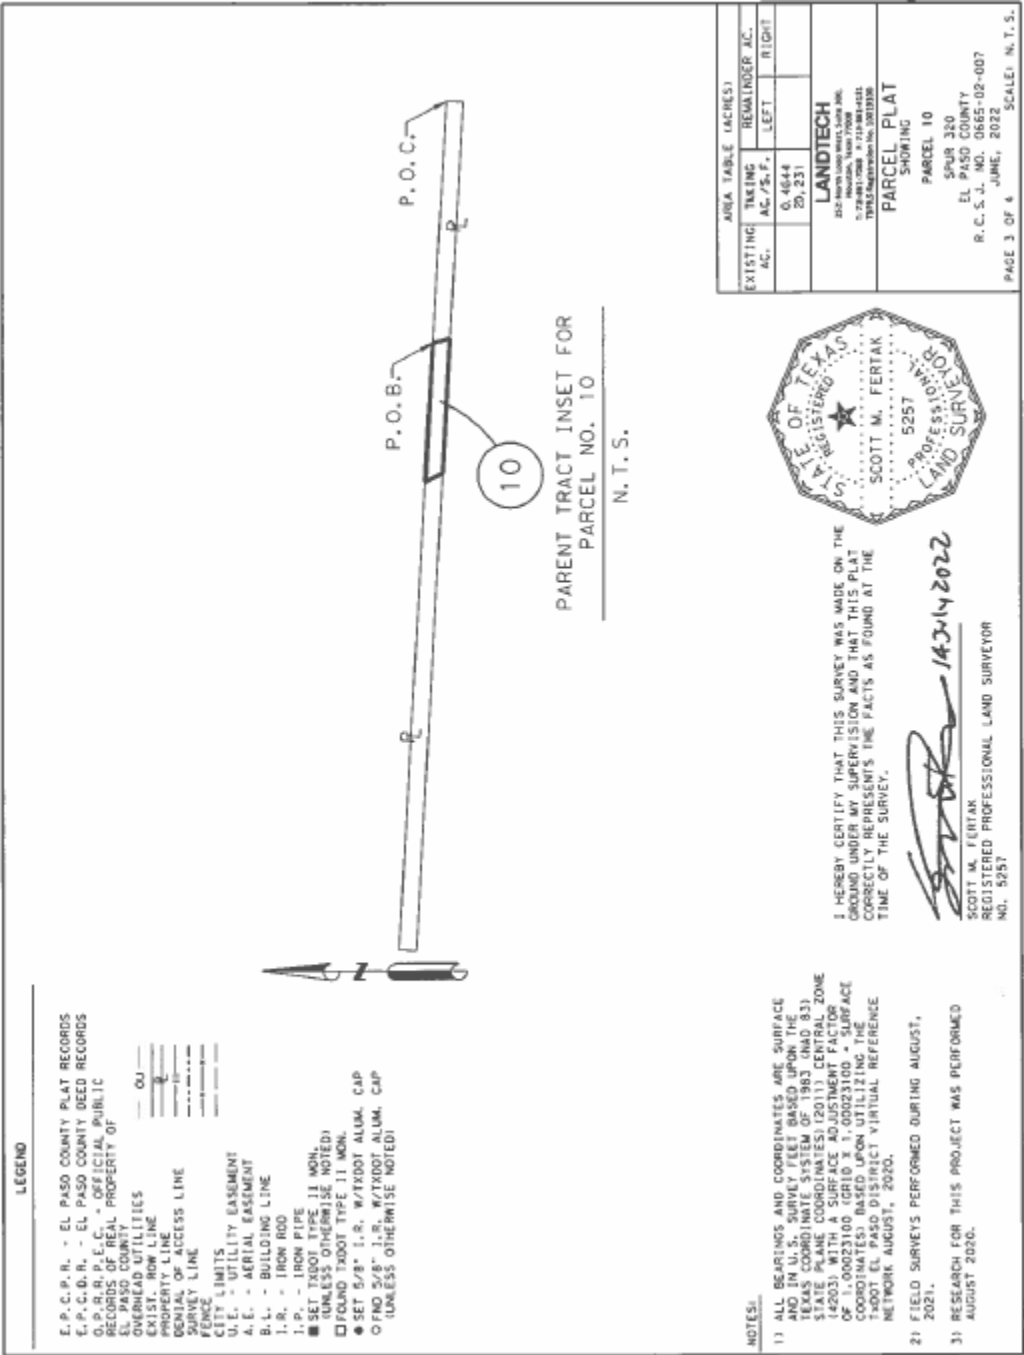 LEGEND
E.P.C.P.R. - EL PASO COUNTY PLAT RECORDS
E.P.C.D.R. - EL PASO COUNTY DEED RECORDS
O.P.R.R.P.E.C. - OFFICIAL PUBLIC
RECORDS OF REAL PROPERTY OF
EL PASO COUNTY
OVERHEAD UTILITIES OU
EXIST. ROW LINE
PROPERTY LINE
DENIAL OF ACCESS LINE
SURVEY LINE
FENCE
CITY LIMITS
U.E. - UTILITY EASEMENT
A.E. - AERIAL EASEMENT
B.L. - BUILDING LINE
I.R. - IRON ROD
I.P. - IRON PIPE
■ SET TXDOT TYPE II MON.
(UNLESS OTHERWISE NOTED)
□ FOUND TXDOT TYPE II MON.
● SET 5/8" I.R. W/TXDOT ALUM. CAP
○ FND 5/8" I.R. W/TXDOT ALUM. CAP
(UNLESS OTHERWISE NOTED)
Z
P.O.B.
P.O.C.
10
PARENT TRACT INSET FOR
PARCEL NO. 10
N.T.S.
NOTES:
1) ALL BEARINGS AND COORDINATES ARE SURFACE
AND IN U.S. SURVEY FEET BASED UPON THE
TEXAS COORDINATE SYSTEM OF 1983 (NAD 83)
STATE PLANE COORDINATES)(2011) CENTRAL ZONE
(4203) WITH A SURFACE ADJUSTMENT FACTOR
OF 1.00023100 (GRID X 1.00023100 = SURFACE
COORDINATES) BASED UPON UTILIZING THE
TxDOT EL PASO DISTRICT VIRTUAL REFERENCE
NETWORK AUGUST, 2020.
2) FIELD SURVEYS PERFORMED DURING AUGUST,
2021.
3) RESEARCH FOR THIS PROJECT WAS PERFORMED
AUGUST 2020.
I HEREBY CERTIFY THAT THIS SURVEY WAS MADE ON THE
GROUND UNDER MY SUPERVISION AND THAT THIS PLAT
CORRECTLY REPRESENTS THE FACTS AS FOUND AT THE
TIME OF THE SURVEY.
14 July 2022
SCOTT M. FERTAK
REGISTERED PROFESSIONAL LAND SURVEYOR
NO. 5257
STATE OF TEXAS
REGISTERED
SCOTT M. FERTAK
5257
PROFESSIONAL
LAND SURVEYOR
AREA TABLE (ACRES)
EXISTING AC. TAKING AC./S.F. REMAINDER AC.
LEFT RIGHT
0.4644
20,231
LANDTECH
Houston, Texas 77008
PARCEL PLAT
SHOWING
PARCEL 10
SPUR 320
EL PASO COUNTY
R.C.S.J. NO. 0665-02-007
JUNE, 2022
PAGE 3 OF 4 SCALE: N.T.S.